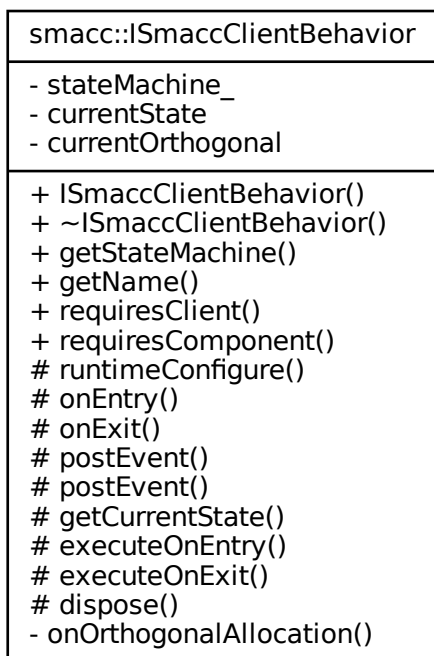 smacc::ISmaccClientBehavior
- stateMachine_
- currentState
- currentOrthogonal
+ ISmaccClientBehavior()
+ ~ISmaccClientBehavior()
+ getStateMachine()
+ getName()
+ requiresClient()
+ requiresComponent()
# runtimeConfigure()
# onEntry()
# onExit()
# postEvent()
# postEvent()
# getCurrentState()
# executeOnEntry()
# executeOnExit()
# dispose()
- onOrthogonalAllocation()